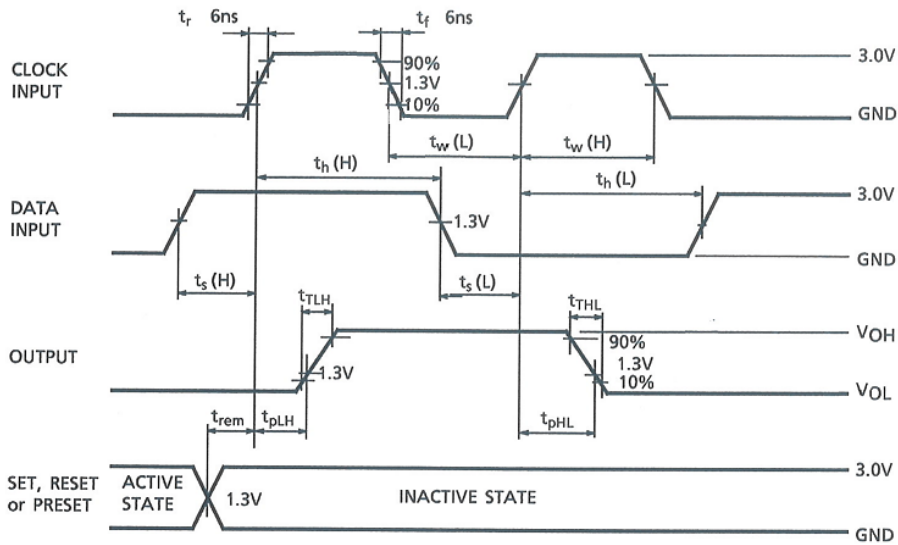 tr 6ns
tf 6ns
CLOCK
INPUT
90%
1.3V
10%
3.0V
GND
tw (L)
tw (H)
th (H)
th (L)
DATA
INPUT
1.3V
3.0V
GND
ts (H)
ts (L)
tTLH
tTHL
OUTPUT
1.3V
90%
1.3V
10%
VOH
VOL
trem
tpLH
tpHL
SET, RESET
or PRESET
ACTIVE
STATE
1.3V
INACTIVE STATE
3.0V
GND